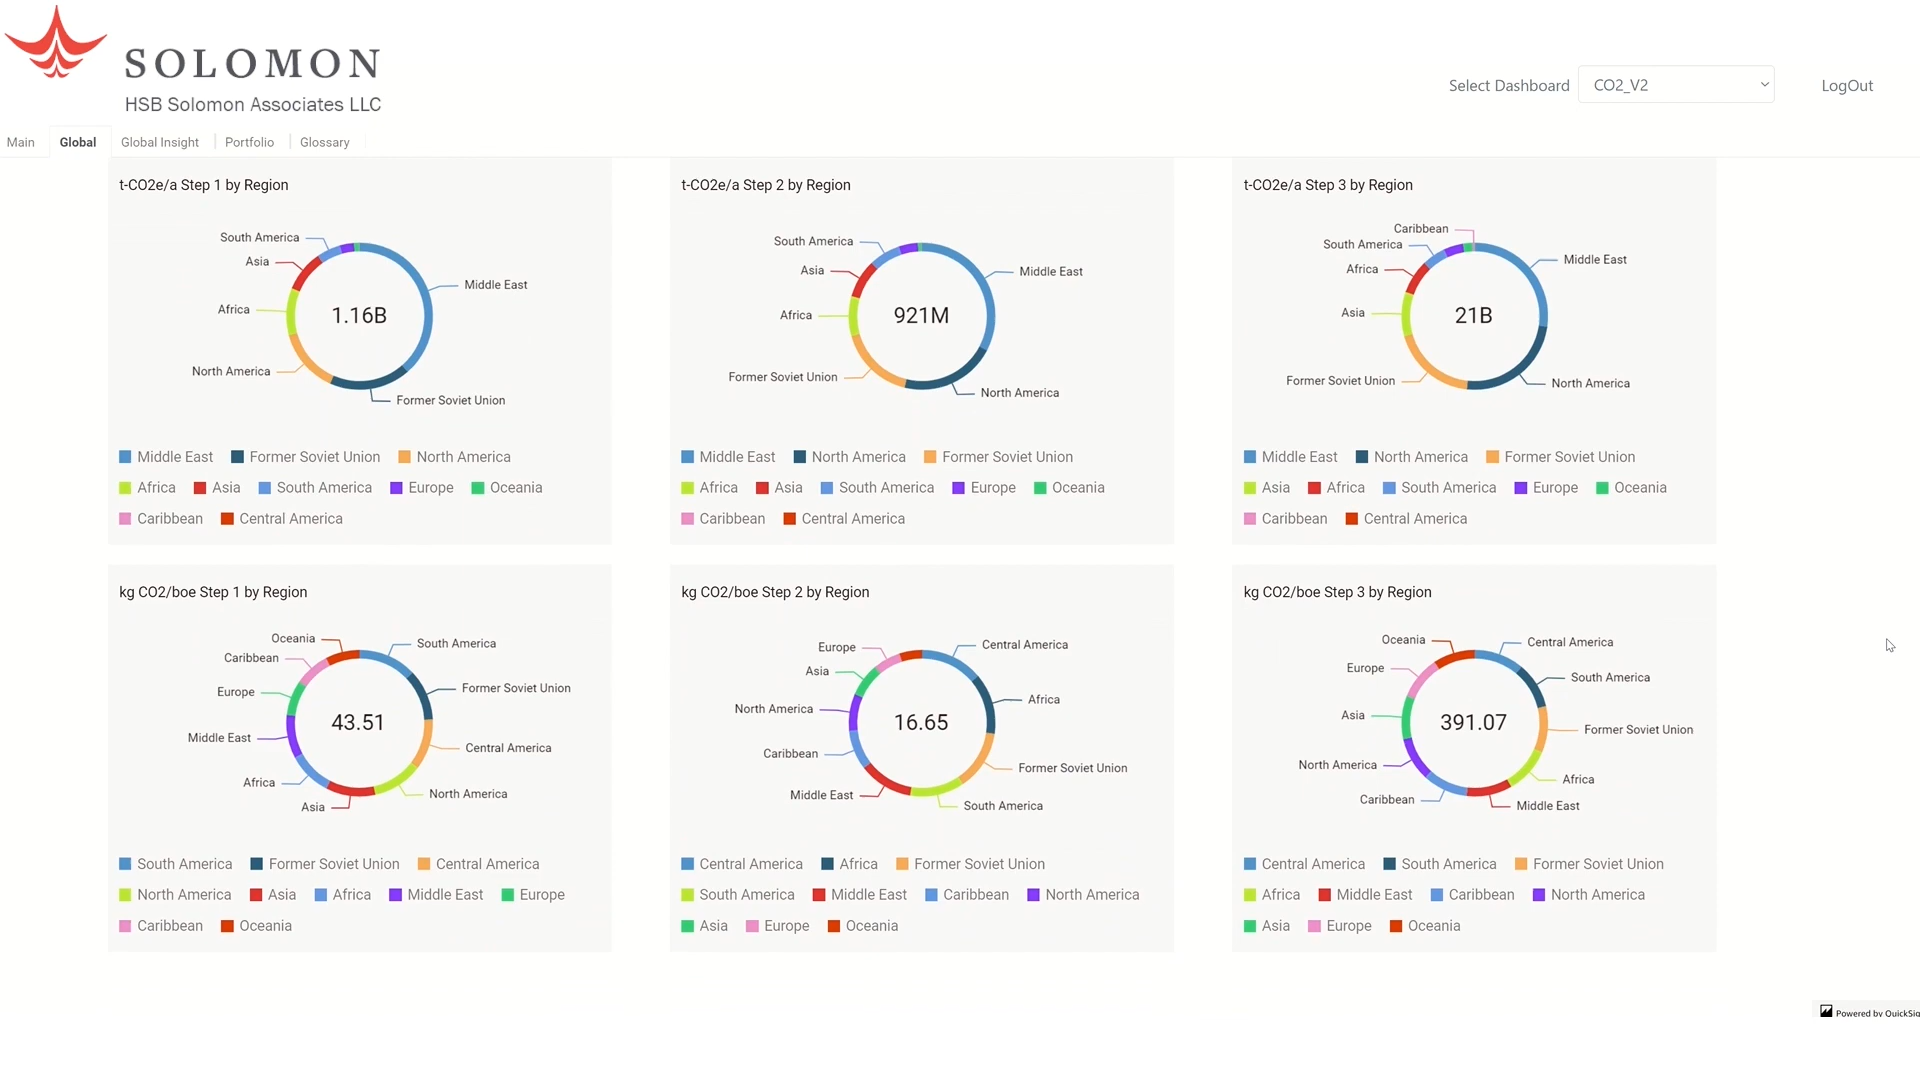 SOLOMON
HSB Solomon Associates LLC
Select Dashboard CO2_V2 LogOut
Main Global Global Insight Portfolio Glossary
t-CO2e/a Step 1 by Region
South America
Asia
Middle East
Africa
1.16B
North America
Former Soviet Union
Middle East Former Soviet Union North America
Africa Asia South America Europe Oceania
Caribbean Central America
t-CO2e/a Step 2 by Region
South America
Asia
Middle East
Africa
921M
Former Soviet Union
North America
Middle East North America Former Soviet Union
Africa Asia South America Europe Oceania
Caribbean Central America
t-CO2e/a Step 3 by Region
Caribbean
South America
Middle East
Africa
Asia
21B
Former Soviet Union
North America
Middle East North America Former Soviet Union
Asia Africa South America Europe Oceania
Caribbean Central America
kg CO2/boe Step 1 by Region
Oceania
South America
Caribbean
Former Soviet Union
Europe
43.51
Middle East
Central America
Africa
North America
Asia
South America Former Soviet Union Central America
North America Asia Africa Middle East Europe
Caribbean Oceania
kg CO2/boe Step 2 by Region
Europe
Central America
Asia
Africa
North America
16.65
Caribbean
Former Soviet Union
Middle East
South America
Central America Africa Former Soviet Union
South America Middle East Caribbean North America
Asia Europe Oceania
kg CO2/boe Step 3 by Region
Oceania
Central America
Europe
South America
Asia
391.07
Former Soviet Union
North America
Africa
Caribbean
Middle East
Central America South America Former Soviet Union
Africa Middle East Caribbean North America
Asia Europe Oceania
Powered by QuickSig